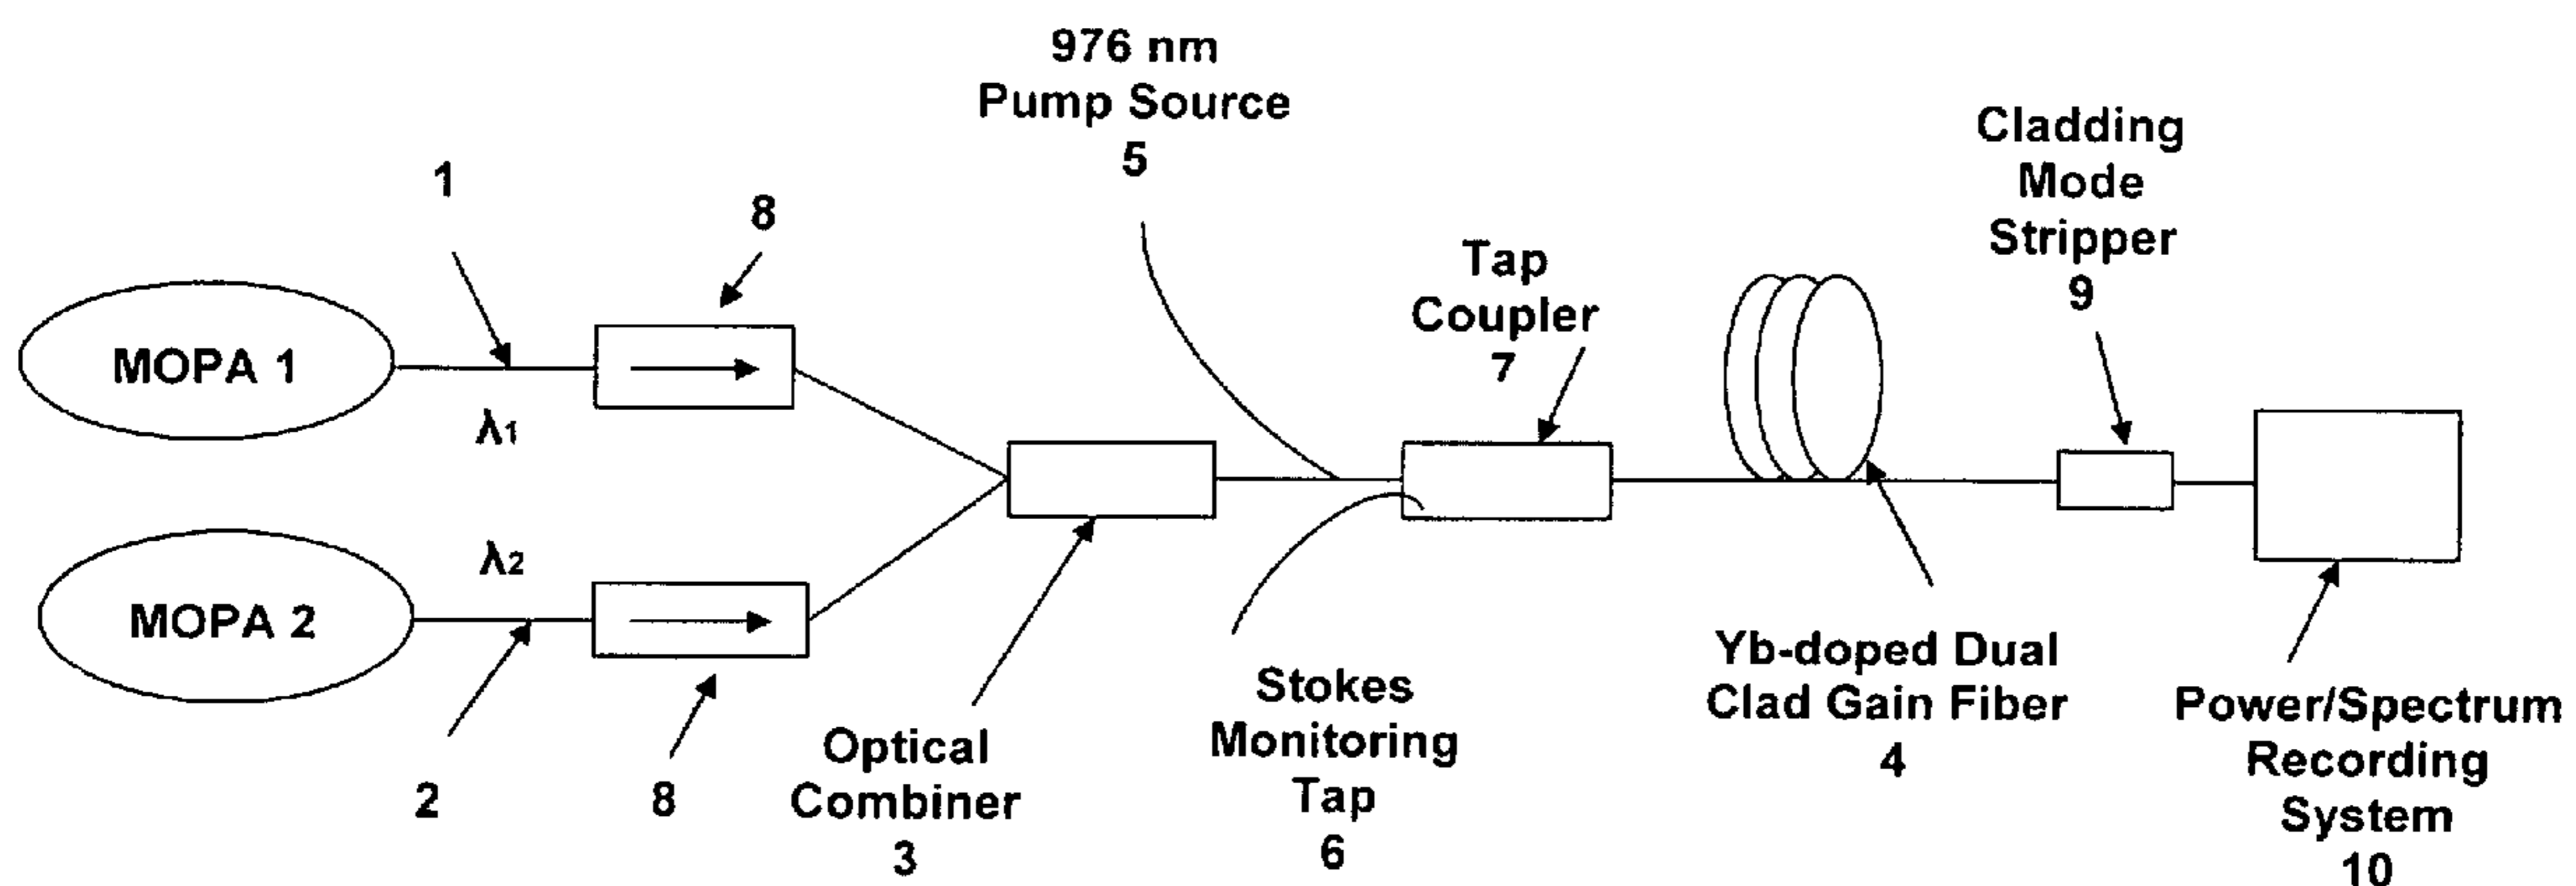 976 nm
Pump Source
5
Cladding
Mode
Stripper
9
1
8
Tap
Coupler
7
MOPA 1
λ1
λ2
MOPA 2
2
8
Optical
Combiner
3
Stokes
Monitoring
Tap
6
Yb-doped Dual
Clad Gain Fiber
4
Power/Spectrum
Recording
System
10